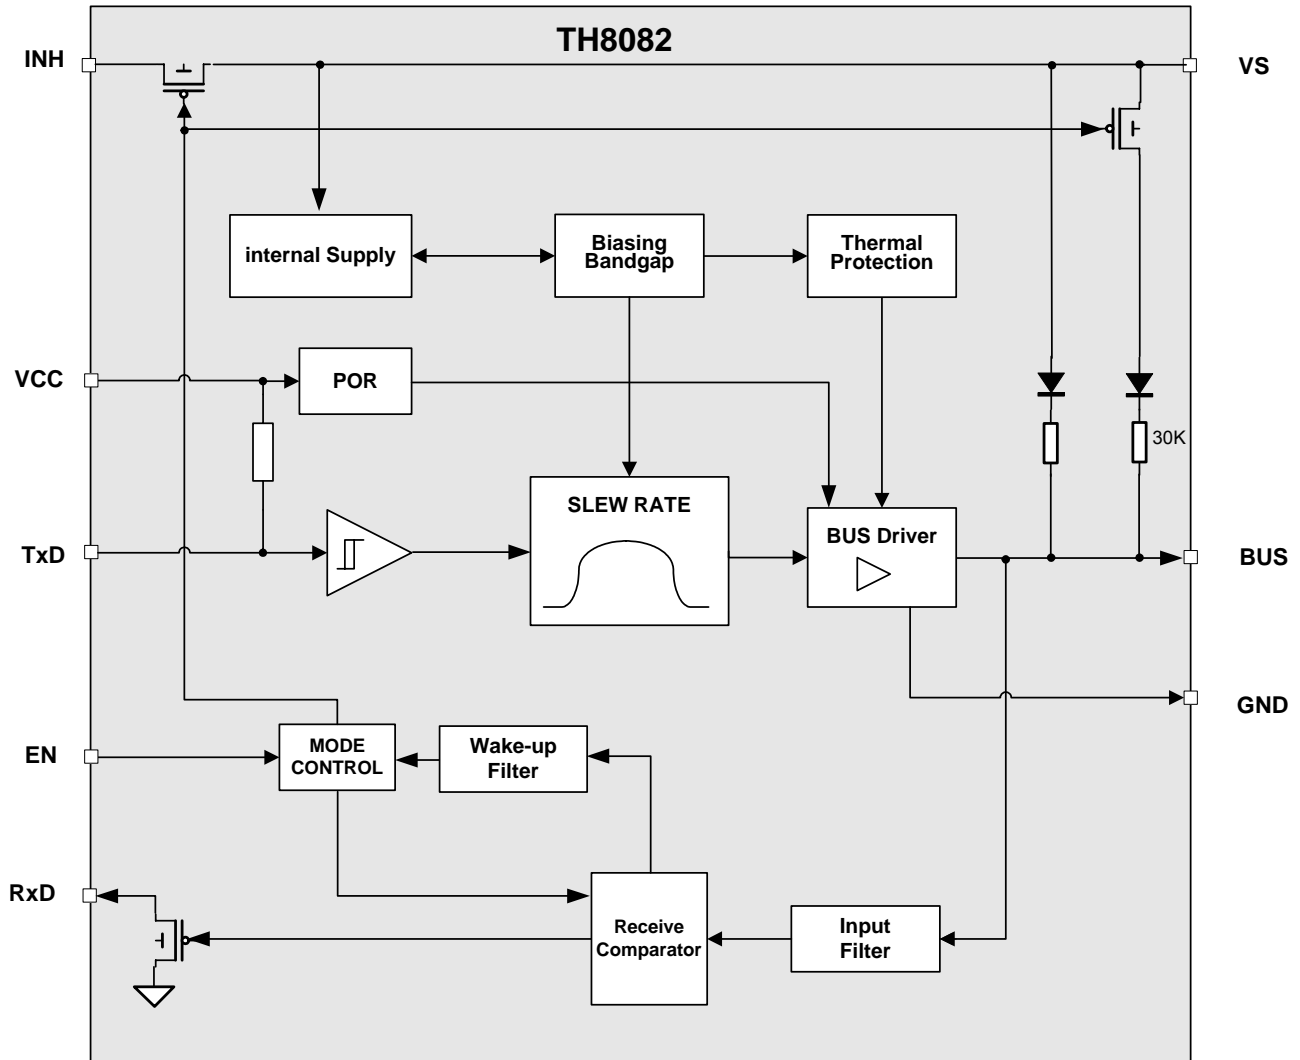 TH8082
INH
VS
internal Supply
Biasing
Bandgap
Thermal
Protection
VCC
POR
30K
SLEW RATE
TxD
BUS Driver
BUS
GND
EN
MODE
CONTROL
Wake-up
Filter
RxD
Receive
Comparator
Input
Filter